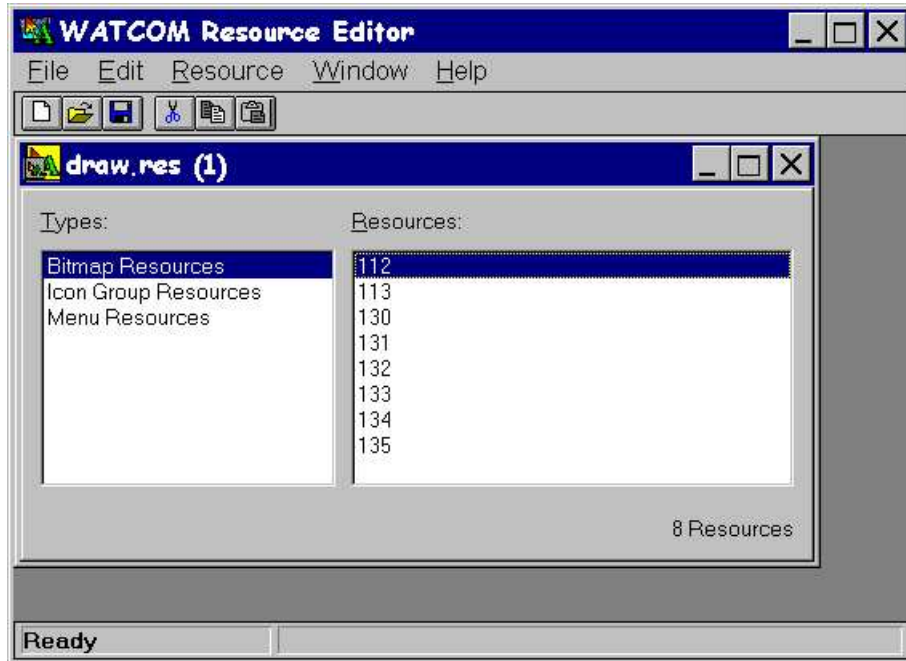 WATCOM Resource Editor
File Edit Resource Window Help
draw.res (1)
Types: Resources:
Bitmap Resources 112
Icon Group Resources 113
Menu Resources 130
131
132
133
134
135
8 Resources
Ready